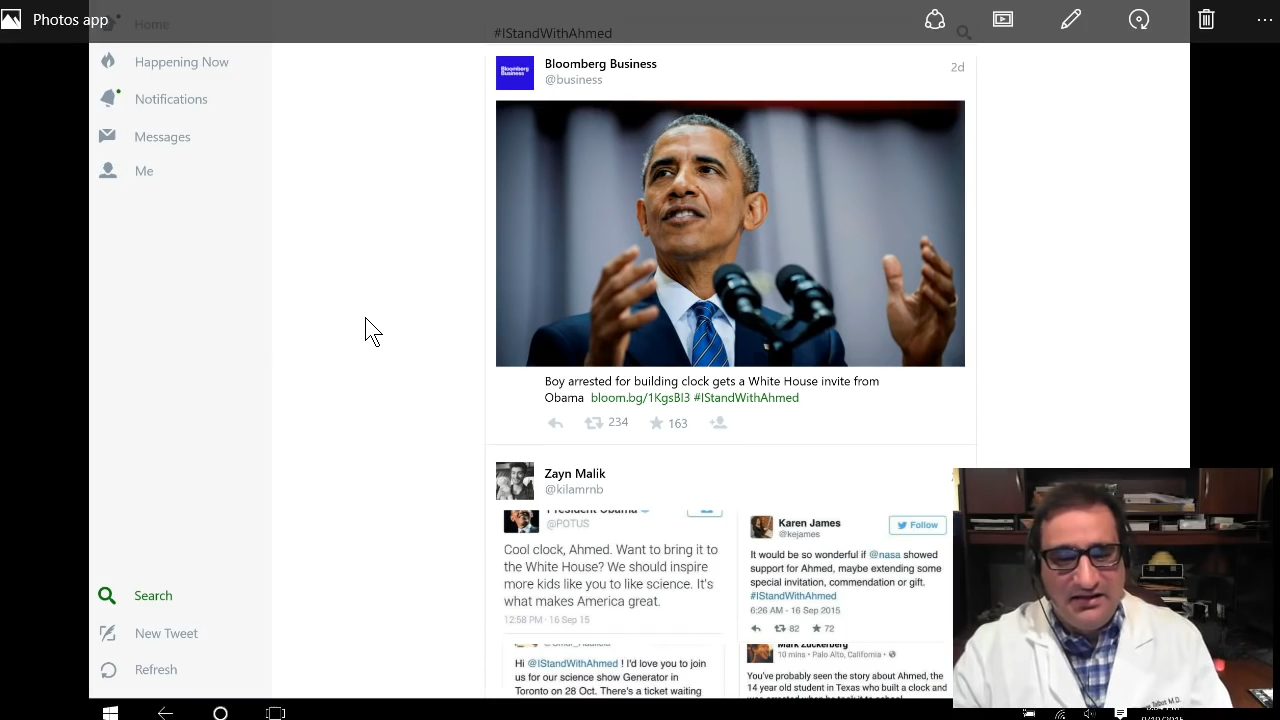 Photos app
Home
#IStandWithAhmed
Happening Now
Notifications
Messages
Me
Bloomberg Business
Bloomberg Business
@business
2d
Boy arrested for building clock gets a White House invite from
Obama bloom.bg/1KgsBI3 #IStandWithAhmed
234
163
Zayn Malik
@kilamrnb
President Obama
@POTUS
Cool clock, Ahmed. Want to bring it to
the White House? We should inspire
more kids like you to like science. It's
what makes America great.
12:58 PM · 16 Sep 15
Karen James
@kejames
Follow
It would be so wonderful if @nasa showed
support for Ahmed, maybe extending some
special invitation, commendation or gift.
#IStandWithAhmed
6:26 AM - 16 Sep 2015
82
72
Hi @IStandWithAhmed ! I'd love you to join
us for our science show Generator in
Toronto on 28 Oct. There's a ticket waiting
Mark Zuckerberg
10 mins • Palo Alto, California •
You've probably seen the story about Ahmed, the
14 year old student in Texas who built a clock and
Search
New Tweet
Refresh
M.D.